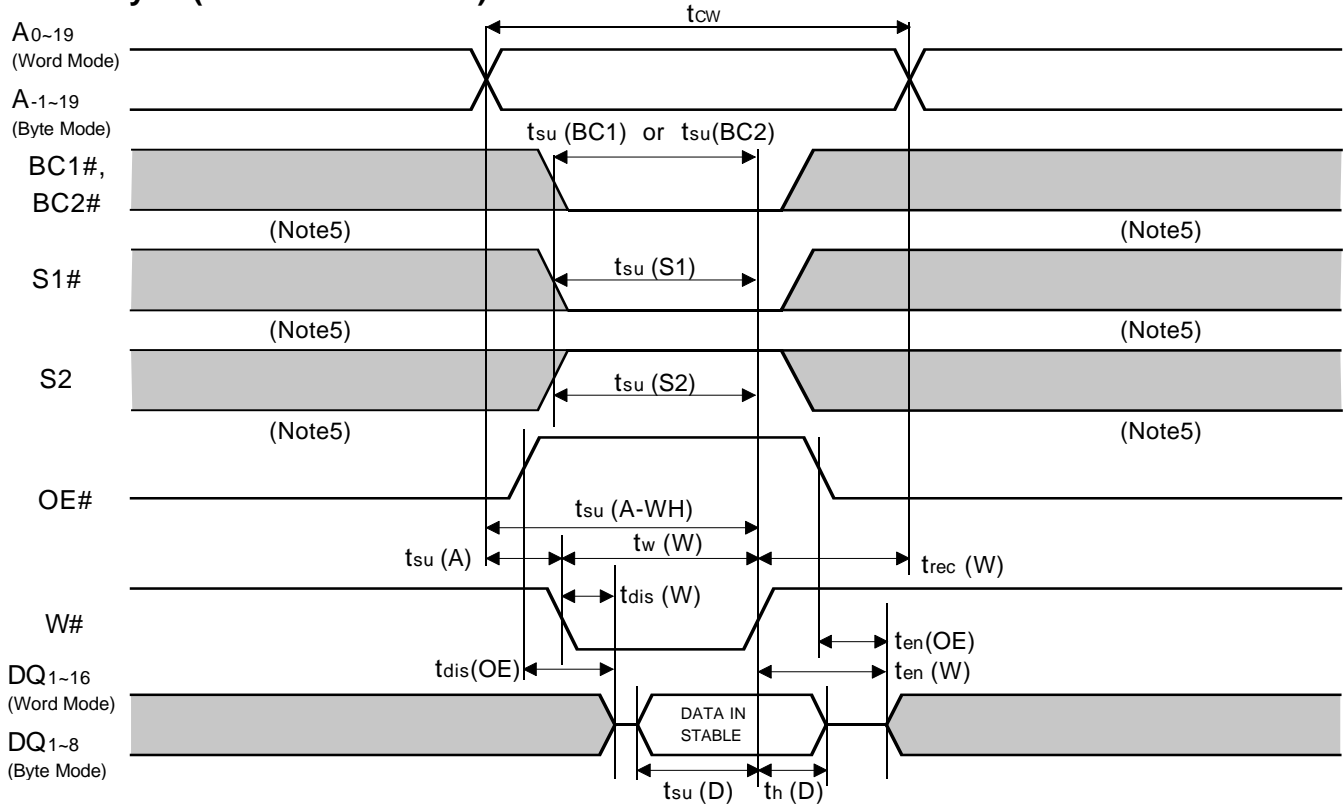 tCW
A0~19
(Word Mode)
A-1~19
(Byte Mode)
tsu (BC1) or tsu(BC2)
BC1#,
BC2#
(Note5) (Note5)
S1#
tsu (S1)
(Note5) (Note5)
S2
tsu (S2)
(Note5) (Note5)
OE#
tsu (A-WH)
tsu (A) tw (W) trec (W)
W#
tdis (W)
ten(OE)
tdis(OE) ten (W)
DQ1~16
(Word Mode)
DATA IN
STABLE
DQ1~8
(Byte Mode)
tsu (D) th (D)